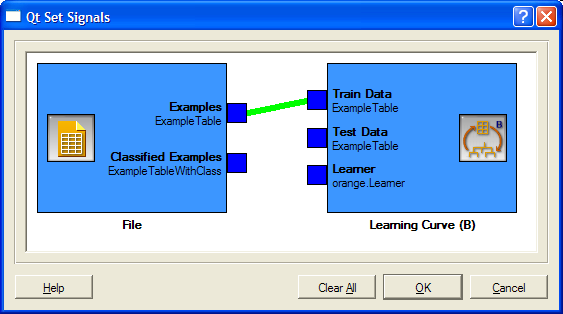 Qt Set Signals
Examples
ExampleTable
Classified Examples
ExampleTableWithClass
File
Train Data
ExampleTable
Test Data
ExampleTable
Learner
orange.Learner
B
Learning Curve (B)
Help
Clear All
OK
Cancel